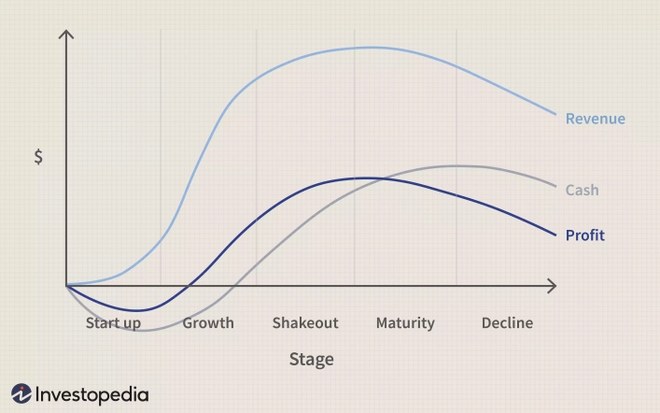 Revenue
$
Cash
Profit
Start up Growth Shakeout Maturity Decline
Stage
Investopedia